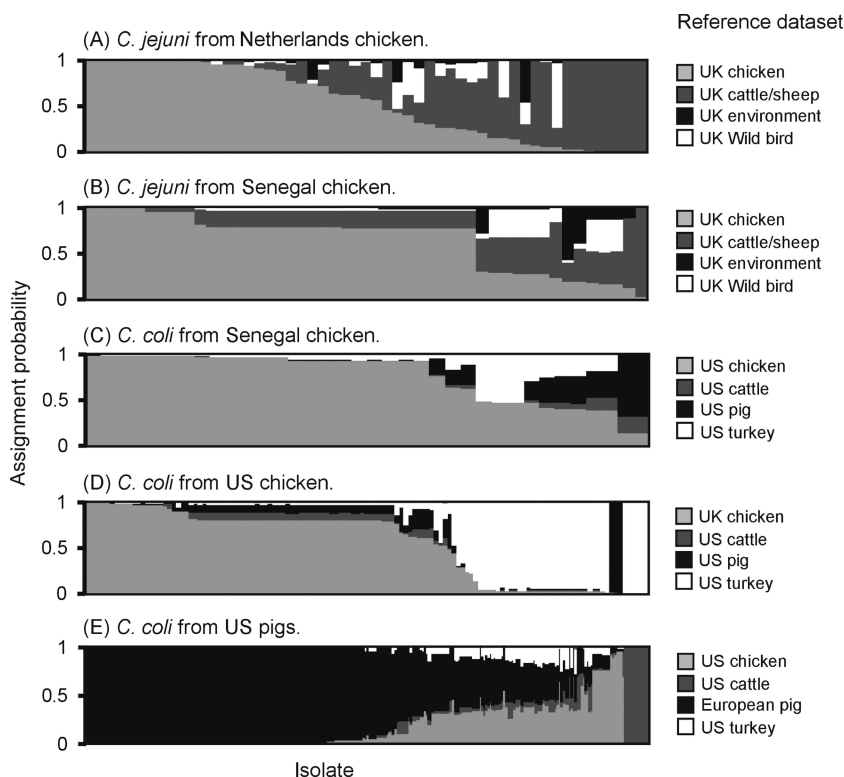 Reference dataset
(A) C. jejuni from Netherlands chicken.
1
0.5
0
UK chicken
UK cattle/sheep
UK environment
UK Wild bird
(B) C. jejuni from Senegal chicken.
1
0.5
0
UK chicken
UK cattle/sheep
UK environment
UK Wild bird
(C) C. coli from Senegal chicken.
1
0.5
0
US chicken
US cattle
US pig
US turkey
(D) C. coli from US chicken.
1
0.5
0
UK chicken
US cattle
US pig
US turkey
(E) C. coli from US pigs.
1
0.5
0
US chicken
US cattle
European pig
US turkey
Assignment probability
Isolate